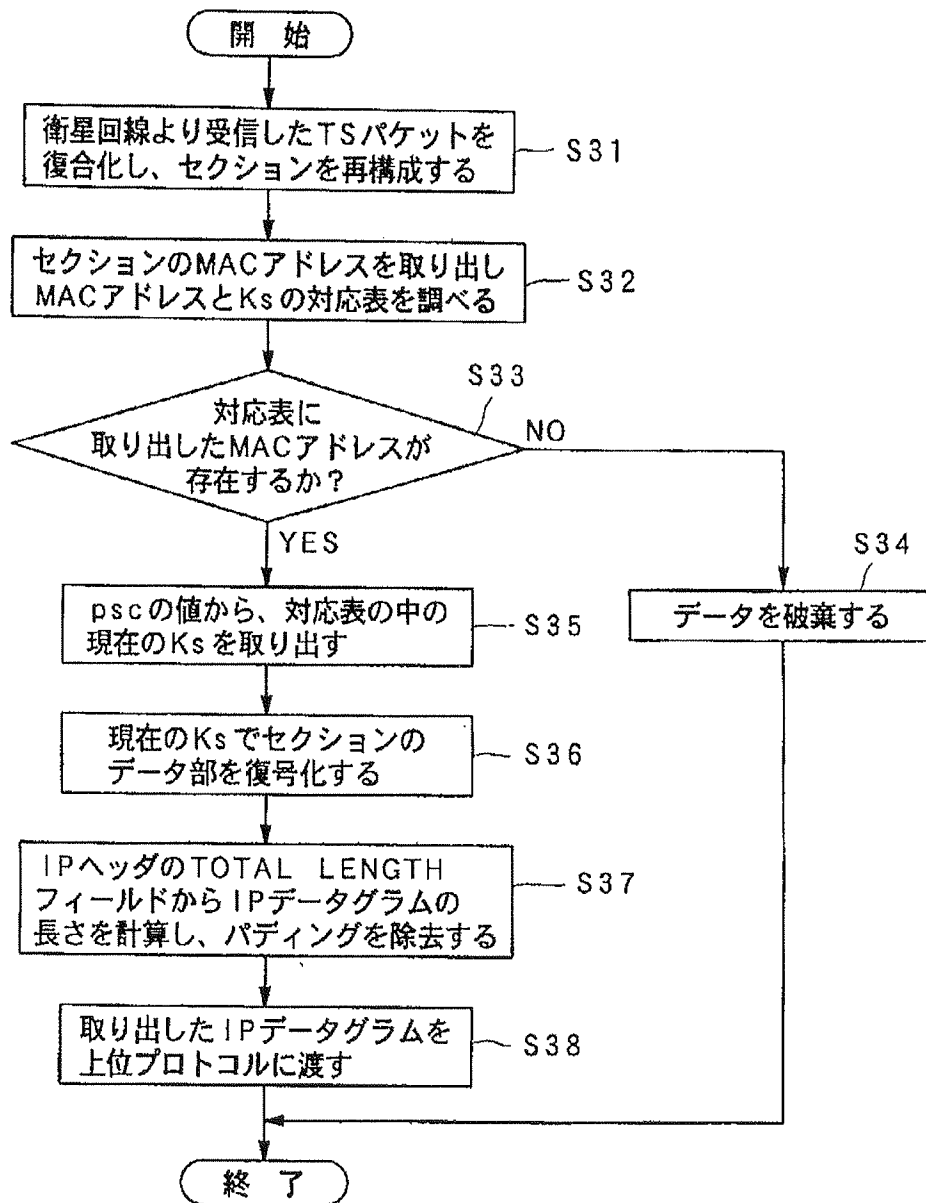 開 始
衛星回線より受信したTSパケットを
復合化し、セクションを再構成する
S31
セクションのMACアドレスを取り出し
MACアドレスとKsの対応表を調べる
S32
S33
対応表に
取り出したMACアドレスが
存在するか？
NO
YES
S34
データを破棄する
pscの値から、対応表の中の
現在のKsを取り出す
S35
現在のKsでセクションの
データ部を復号化する
S36
IPヘッダのTOTAL LENGTH
フィールドからIPデータグラムの
長さを計算し、パディングを除去する
S37
取り出したIPデータグラムを
上位プロトコルに渡す
S38
終 了